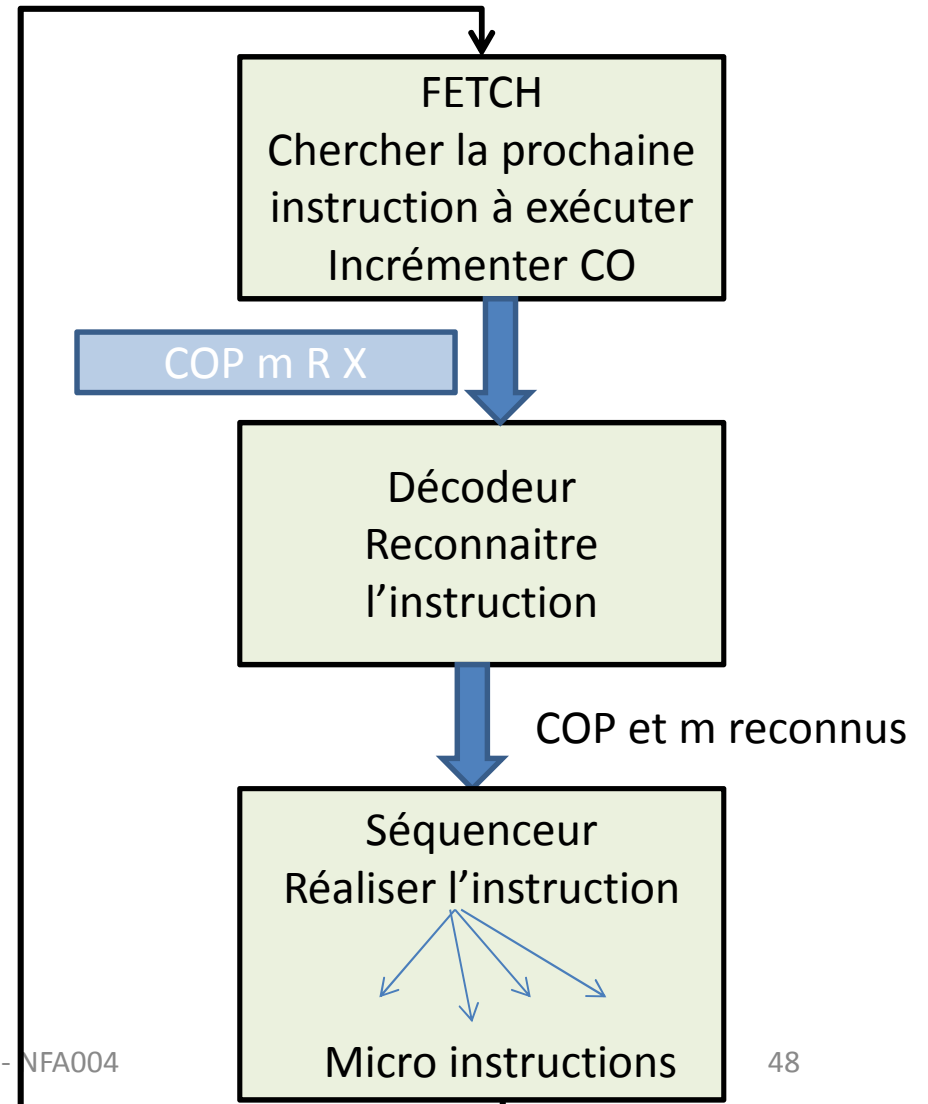 FETCH
Chercher la prochaine
instruction à exécuter
Incrémenter CO
COP m R X
Décodeur
Reconnaitre
l’instruction
COP et m reconnus
Séquenceur
Réaliser l’instruction
Micro instructions
- NFA004
48